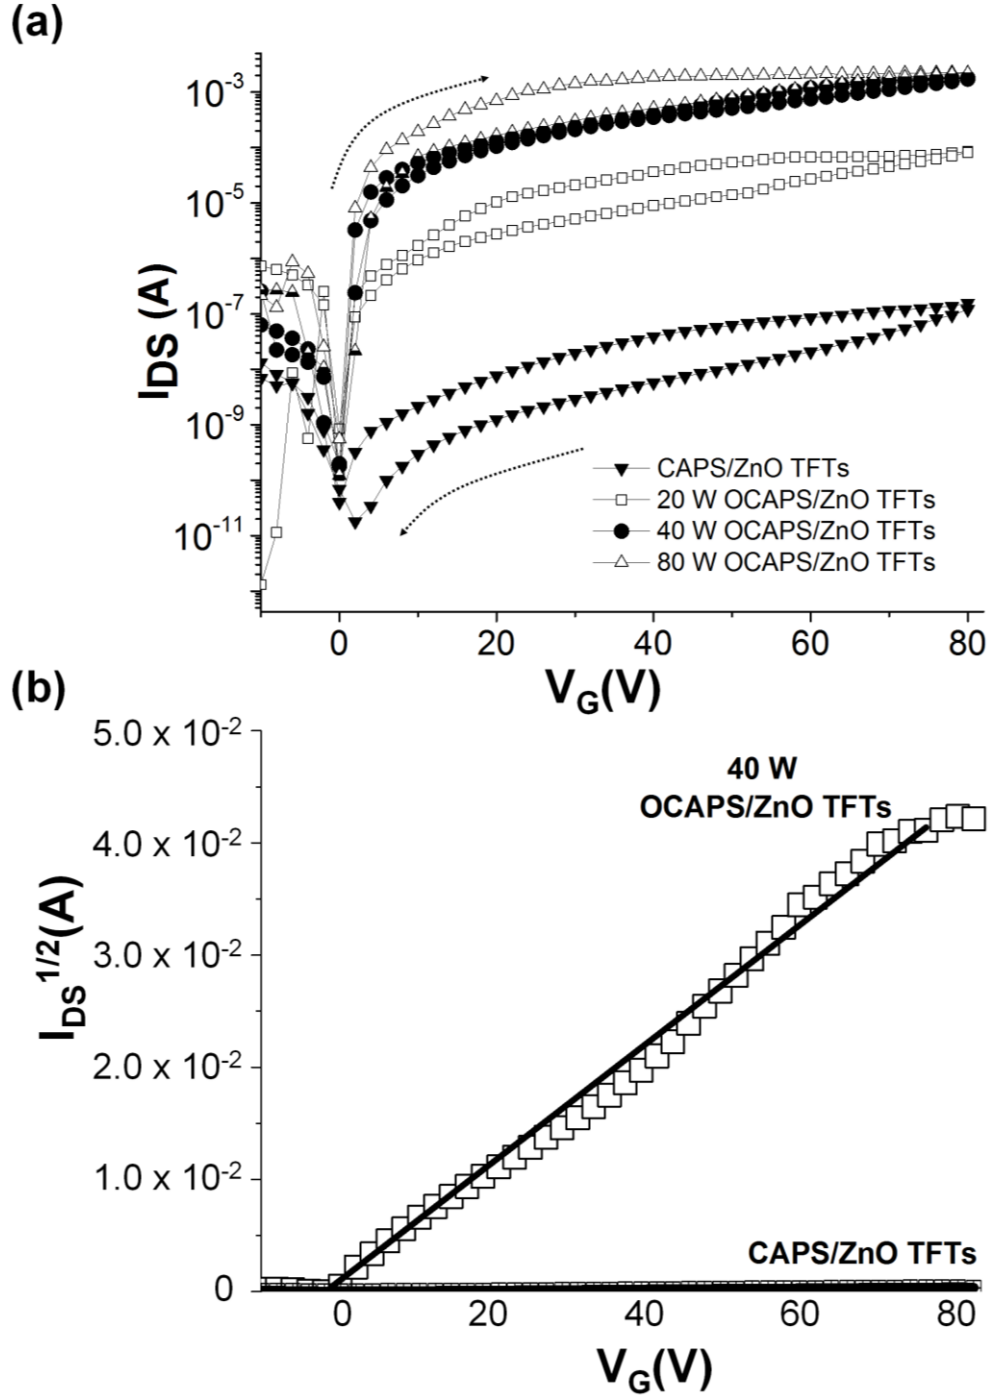 (a)
10⁻³
10⁻⁵
10⁻⁷
10⁻⁹
10⁻¹¹
I_DS (A)
CAPS/ZnO TFTs
20 W OCAPS/ZnO TFTs
40 W OCAPS/ZnO TFTs
80 W OCAPS/ZnO TFTs
0 20 40 60 80
V_G(V)
(b)
5.0 x 10⁻²
4.0 x 10⁻²
3.0 x 10⁻²
2.0 x 10⁻²
1.0 x 10⁻²
0
I_DS^1/2(A)
40 W
OCAPS/ZnO TFTs
CAPS/ZnO TFTs
0 20 40 60 80
V_G(V)